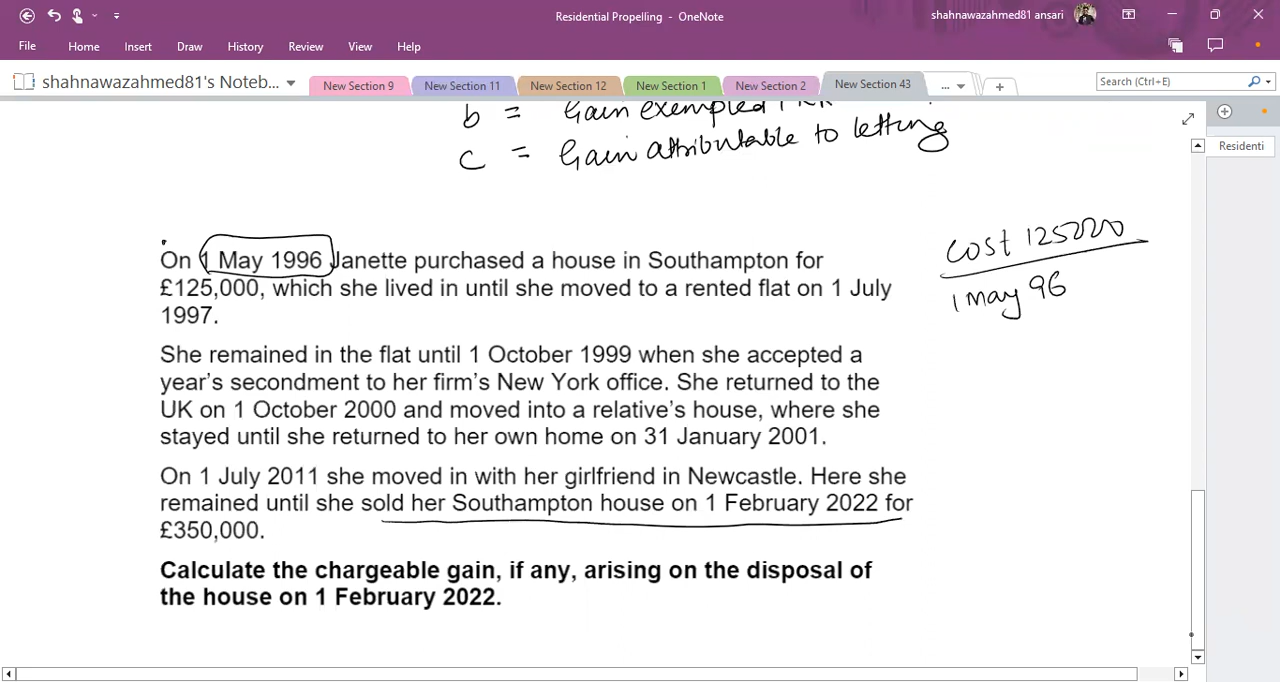 Residential Propelling - OneNote
shahnawazahmed81 ansari
File Home Insert Draw History Review View Help
shahnawazahmed81's Noteb... New Section 9 New Section 11 New Section 12 New Section 1 New Section 2 New Section 43 ... Search (Ctrl+E)
Residenti
b = Gain exempted
c = Gain attributable to letting
On 1 May 1996 Janette purchased a house in Southampton for
£125,000, which she lived in until she moved to a rented flat on 1 July
1997.
cost 125000
1 may 96
She remained in the flat until 1 October 1999 when she accepted a
year's secondment to her firm's New York office. She returned to the
UK on 1 October 2000 and moved into a relative's house, where she
stayed until she returned to her own home on 31 January 2001.
On 1 July 2011 she moved in with her girlfriend in Newcastle. Here she
remained until she sold her Southampton house on 1 February 2022 for
£350,000.
Calculate the chargeable gain, if any, arising on the disposal of
the house on 1 February 2022.